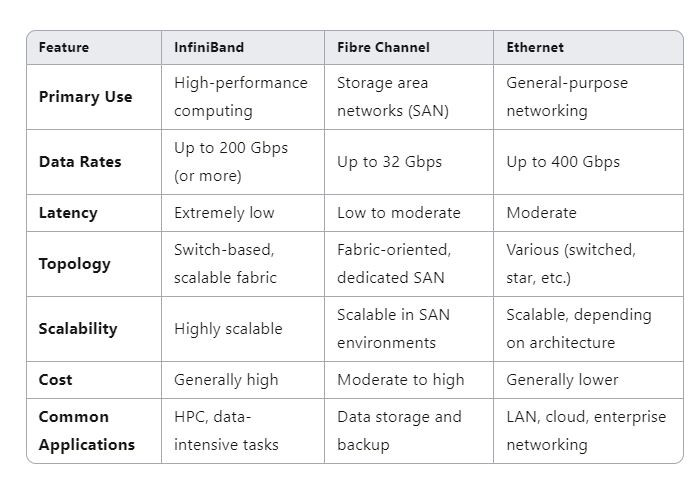 Feature InfiniBand Fibre Channel Ethernet
Primary Use
High-performance
computing
Storage area
networks (SAN)
General-purpose
networking
Data Rates
Up to 200 Gbps
(or more)
Up to 32 Gbps
Up to 400 Gbps
Latency
Extremely low
Low to moderate
Moderate
Topology
Switch-based,
scalable fabric
Fabric-oriented,
dedicated SAN
Various (switched,
star, etc.)
Scalability
Highly scalable
Scalable in SAN
environments
Scalable, depending
on architecture
Cost
Generally high
Moderate to high
Generally lower
Common
Applications
HPC, data-
intensive tasks
Data storage and
backup
LAN, cloud, enterprise
networking